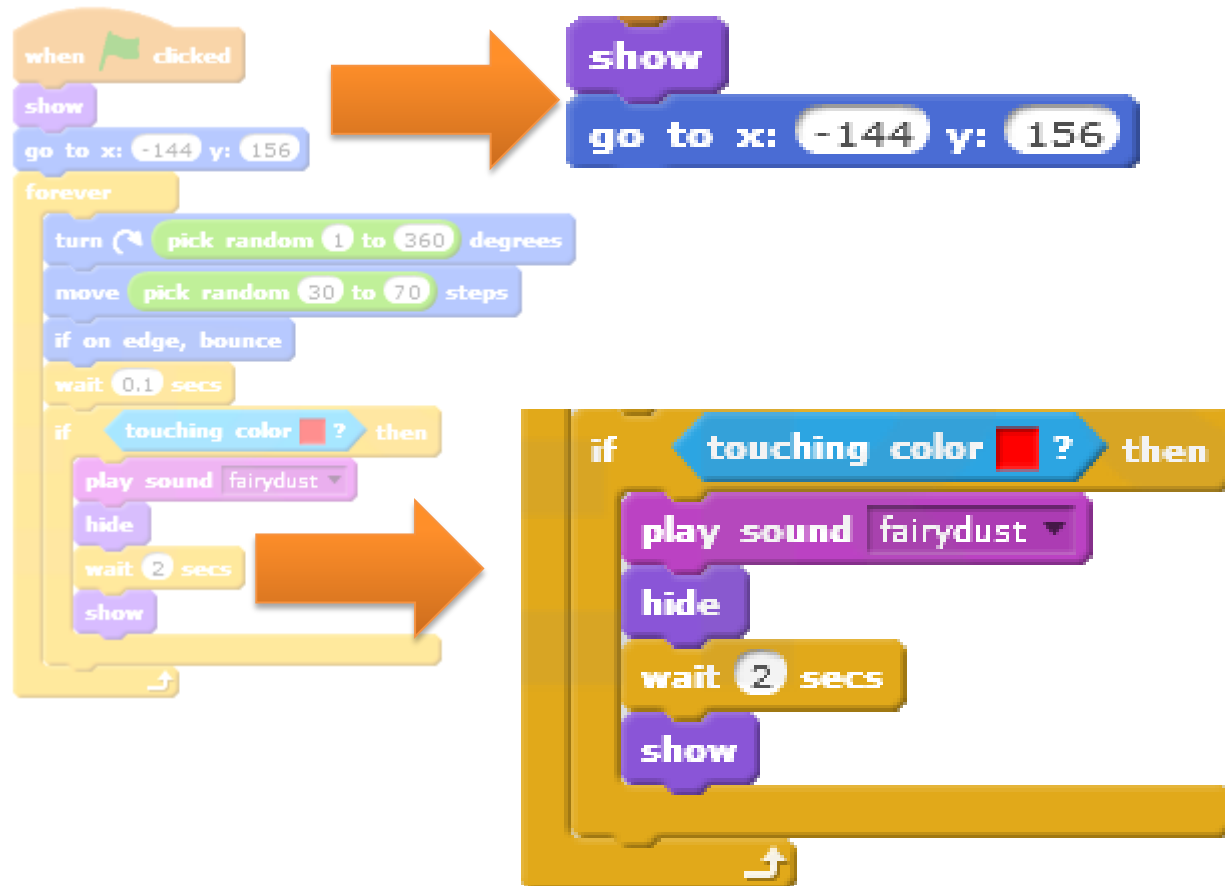 when clicked
show
go to x: -144 y: 156
forever
turn pick random 1 to 360 degrees
move pick random 30 to 70 steps
if on edge, bounce
wait 0.1 secs
if touching color ? then
play sound fairydust
hide
wait 2 secs
show
show
go to x: -144 y: 156
if touching color ? then
play sound fairydust
hide
wait 2 secs
show